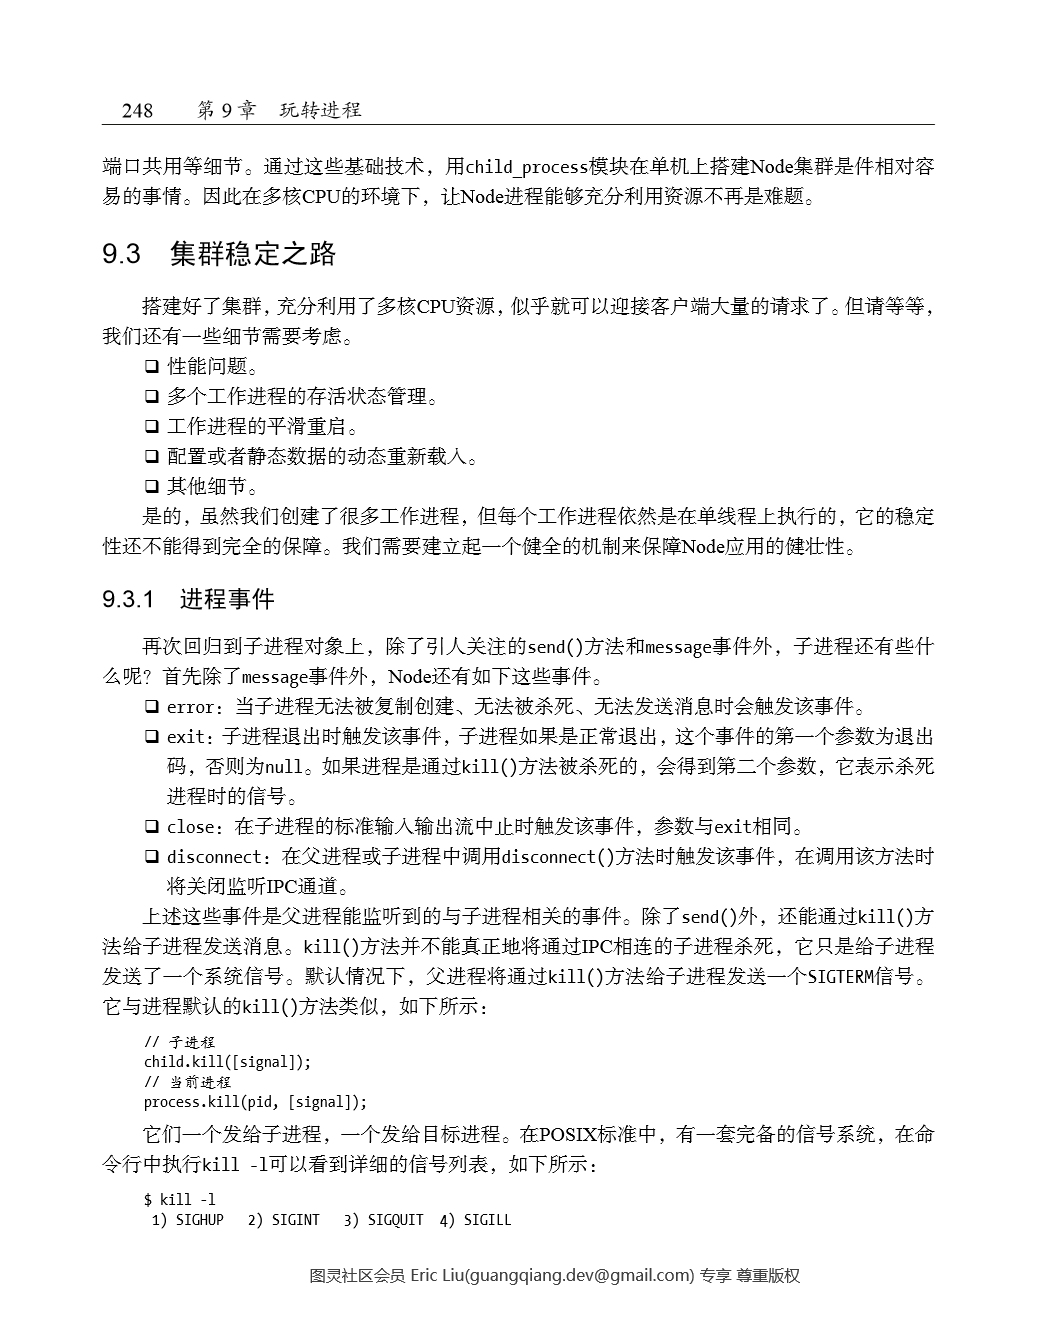 248 第 9 章 玩转进程
端口共用等细节。通过这些基础技术，用child_process模块在单机上搭建Node集群是件相对容
易的事情。因此在多核CPU的环境下，让Node进程能够充分利用资源不再是难题。
9.3 集群稳定之路
搭建好了集群，充分利用了多核CPU资源，似乎就可以迎接客户端大量的请求了。但请等等，
我们还有一些细节需要考虑。
❑ 性能问题。
❑ 多个工作进程的存活状态管理。
❑ 工作进程的平滑重启。
❑ 配置或者静态数据的动态重新载入。
❑ 其他细节。
是的，虽然我们创建了很多工作进程，但每个工作进程依然是在单线程上执行的，它的稳定
性还不能得到完全的保障。我们需要建立起一个健全的机制来保障Node应用的健壮性。
9.3.1 进程事件
再次回归到子进程对象上，除了引人关注的send()方法和message事件外，子进程还有些什
么呢？首先除了message事件外，Node还有如下这些事件。
❑ error：当子进程无法被复制创建、无法被杀死、无法发送消息时会触发该事件。
❑ exit：子进程退出时触发该事件，子进程如果是正常退出，这个事件的第一个参数为退出
码，否则为null。如果进程是通过kill()方法被杀死的，会得到第二个参数，它表示杀死
进程时的信号。
❑ close：在子进程的标准输入输出流中止时触发该事件，参数与exit相同。
❑ disconnect：在父进程或子进程中调用disconnect()方法时触发该事件，在调用该方法时
将关闭监听IPC通道。
上述这些事件是父进程能监听到的与子进程相关的事件。除了send()外，还能通过kill()方
法给子进程发送消息。kill()方法并不能真正地将通过IPC相连的子进程杀死，它只是给子进程
发送了一个系统信号。默认情况下，父进程将通过kill()方法给子进程发送一个SIGTERM信号。
它与进程默认的kill()方法类似，如下所示：
// 子进程
child.kill([signal]);
// 当前进程
process.kill(pid, [signal]);
它们一个发给子进程，一个发给目标进程。在POSIX标准中，有一套完备的信号系统，在命
令行中执行kill -l可以看到详细的信号列表，如下所示：
$ kill -l
1) SIGHUP 2) SIGINT 3) SIGQUIT 4) SIGILL
图灵社区会员 Eric Liu(guangqiang.dev@gmail.com) 专享 尊重版权